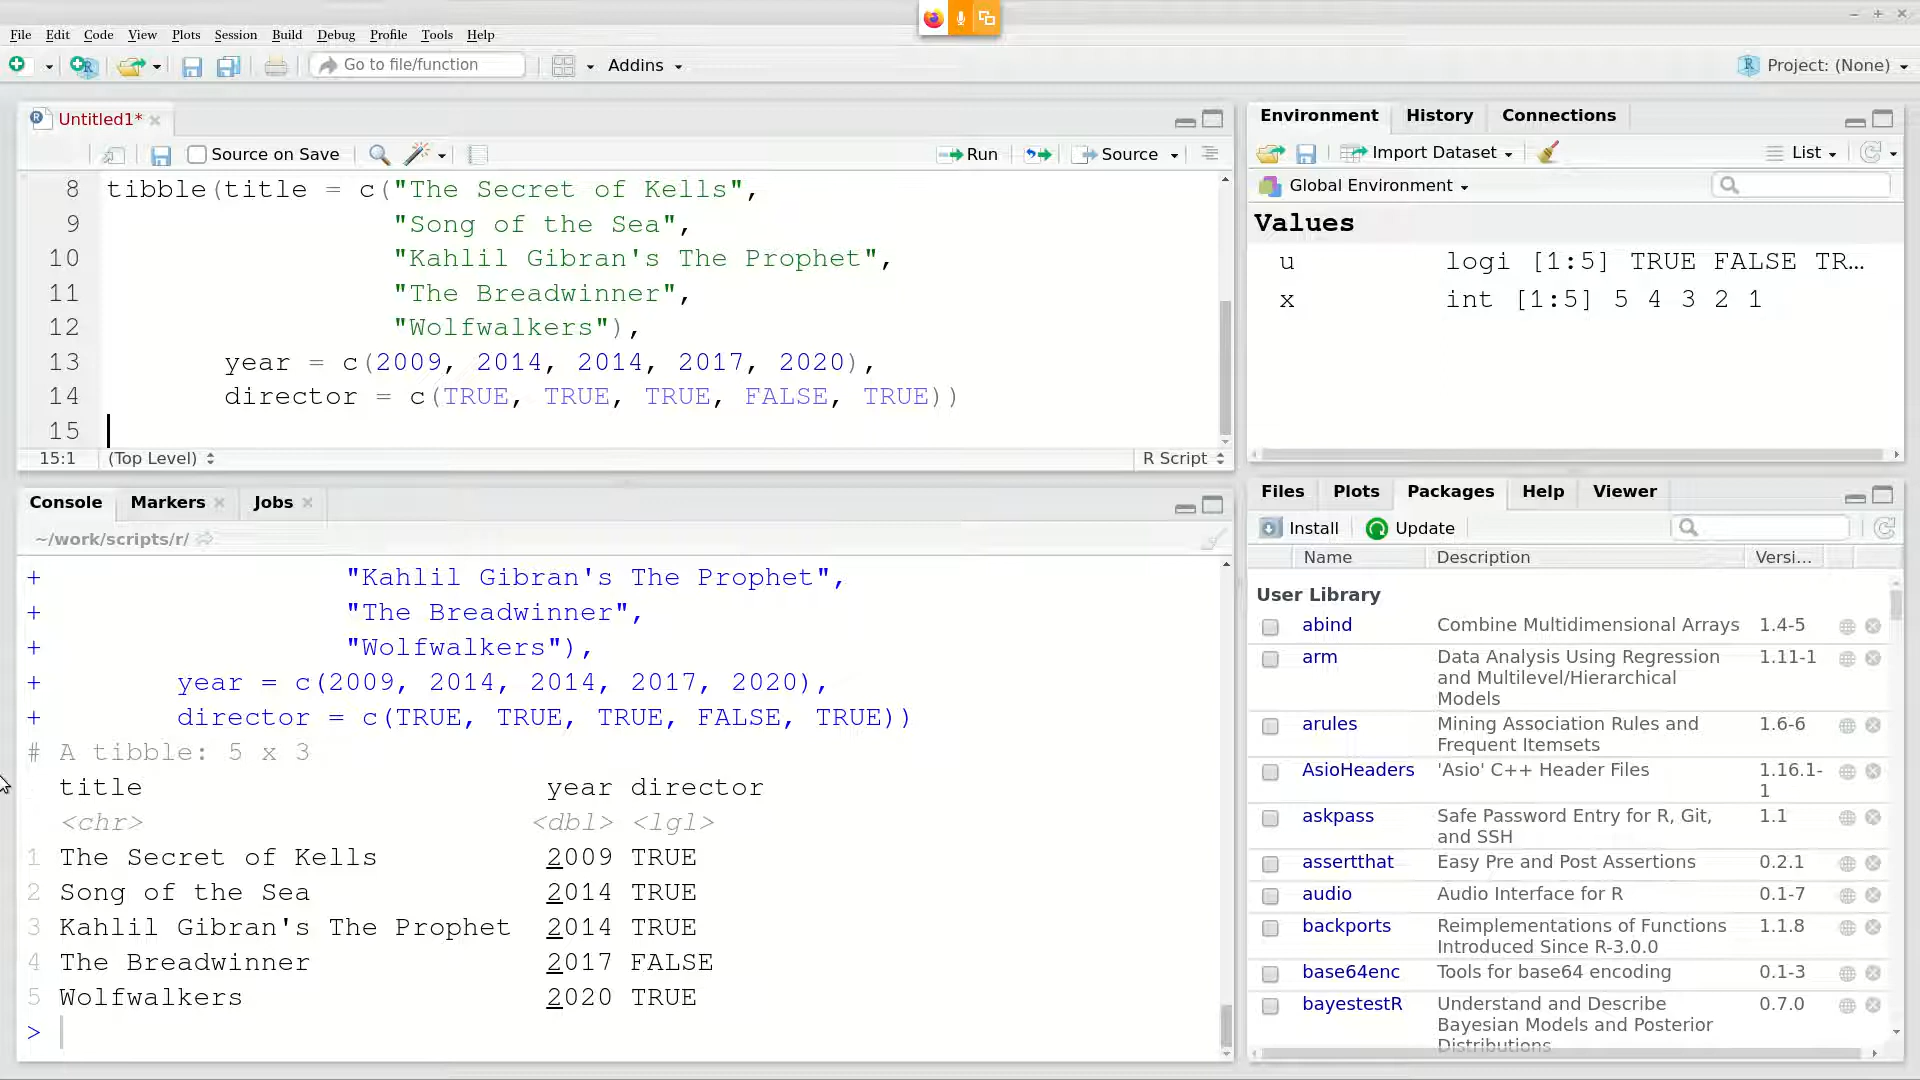 File Edit Code View Plots Session Build Debug Profile Tools Help
Go to file/function Addins Project: (None)
Untitled1*
Source on Save Run Source
8 tibble(title = c("The Secret of Kells",
9 "Song of the Sea",
10 "Kahlil Gibran's The Prophet",
11 "The Breadwinner",
12 "Wolfwalkers"),
13 year = c(2009, 2014, 2014, 2017, 2020),
14 director = c(TRUE, TRUE, TRUE, FALSE, TRUE))
15
15:1 (Top Level) R Script
Console Markers Jobs
~/work/scripts/r/
+ "Kahlil Gibran's The Prophet",
+ "The Breadwinner",
+ "Wolfwalkers"),
+ year = c(2009, 2014, 2014, 2017, 2020),
+ director = c(TRUE, TRUE, TRUE, FALSE, TRUE))
# A tibble: 5 x 3
title year director
<chr> <dbl> <lgl>
1 The Secret of Kells 2009 TRUE
2 Song of the Sea 2014 TRUE
3 Kahlil Gibran's The Prophet 2014 TRUE
4 The Breadwinner 2017 FALSE
5 Wolfwalkers 2020 TRUE
>
Environment History Connections
Import Dataset List
Global Environment
Values
u logi [1:5] TRUE FALSE TR...
x int [1:5] 5 4 3 2 1
Files Plots Packages Help Viewer
Install Update
Name Description Versi...
User Library
abind Combine Multidimensional Arrays 1.4-5
arm Data Analysis Using Regression 1.11-1
and Multilevel/Hierarchical
Models
arules Mining Association Rules and 1.6-6
Frequent Itemsets
AsioHeaders 'Asio' C++ Header Files 1.16.1-
1
askpass Safe Password Entry for R, Git, 1.1
and SSH
assertthat Easy Pre and Post Assertions 0.2.1
audio Audio Interface for R 0.1-7
backports Reimplementations of Functions 1.1.8
Introduced Since R-3.0.0
base64enc Tools for base64 encoding 0.1-3
bayestestR Understand and Describe 0.7.0
Bayesian Models and Posterior
Distributions